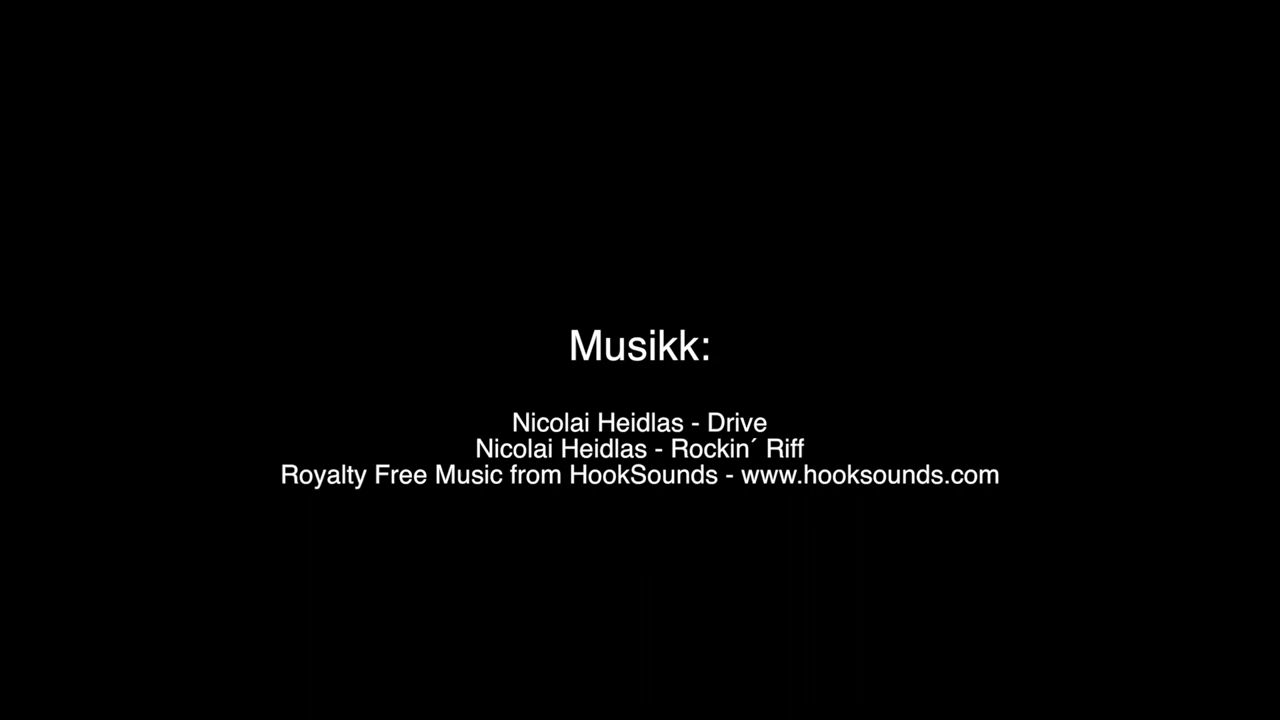 Musikk:
Nicolai Heidlas - Drive
Nicolai Heidlas - Rockin´ Riff
Royalty Free Music from HookSounds - www.hooksounds.com